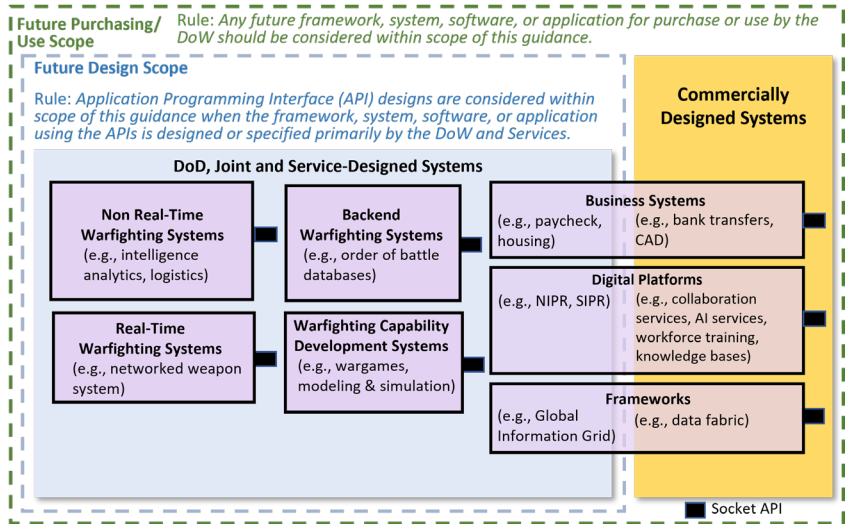 Future Purchasing/
Use Scope
Rule: Any future framework, system, software, or application for purchase or use by the
DoW should be considered within scope of this guidance.
Future Design Scope
Rule: Application Programming Interface (API) designs are considered within
scope of this guidance when the framework, system, software, or application
using the APIs is designed or specified primarily by the DoW and Services.
Commercially
Designed Systems
DoD, Joint and Service-Designed Systems
Non Real-Time
Warfighting Systems
(e.g., intelligence
analytics, logistics)
Backend
Warfighting Systems
(e.g., order of battle
databases)
Business Systems
(e.g., paycheck,
housing)
(e.g., bank transfers,
CAD)
Digital Platforms
(e.g., NIPR, SIPR)
(e.g., collaboration
services, AI services,
workforce training,
knowledge bases)
Real-Time
Warfighting Systems
(e.g., networked weapon
system)
Warfighting Capability
Development Systems
(e.g., wargames,
modeling & simulation)
Frameworks
(e.g., Global
Information Grid)
(e.g., data fabric)
Socket API